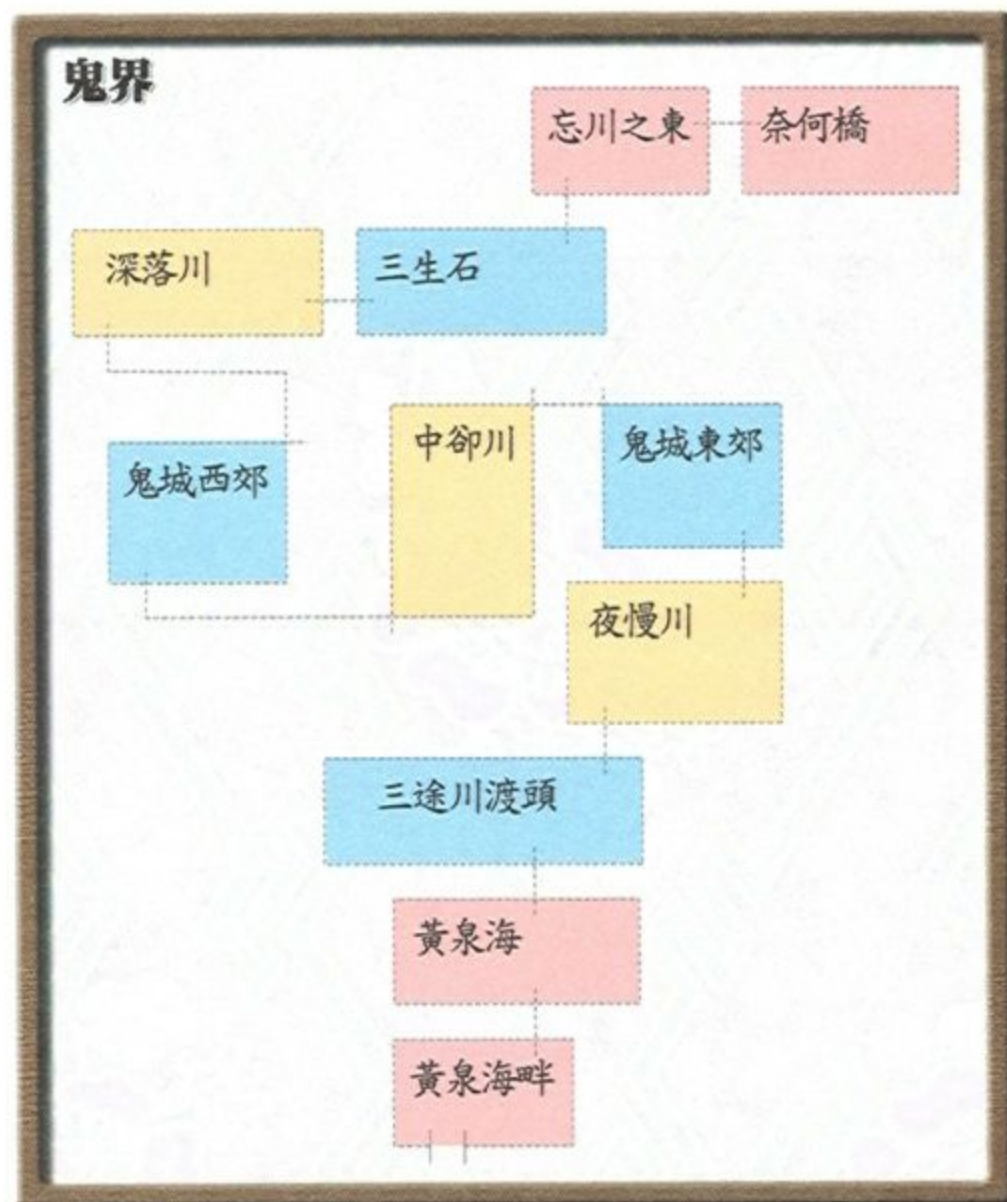 鬼界
忘川之東
奈何橋
深落川
三生石
中卻川
鬼城東郊
鬼城西郊
夜慢川
三途川渡頭
黃泉海
黃泉海畔